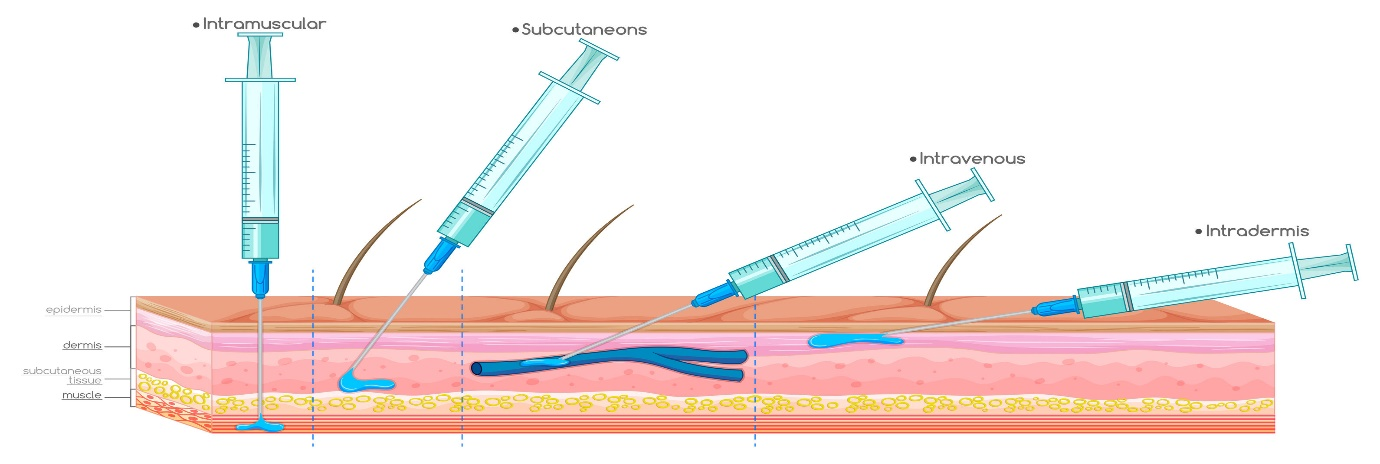 •Intramuscular
•Subcutaneons
•Intravenous
•Intradermis
epidermis
dermis
subcutaneous
tissue
muscle